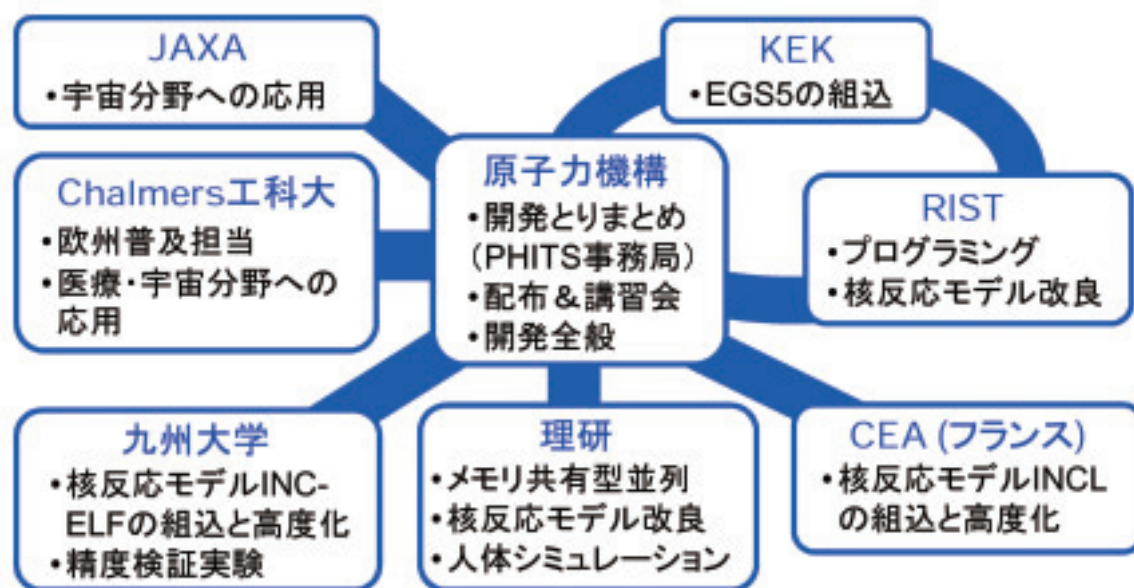 JAXA
・宇宙分野への応用
KEK
・EGS5の組込
Chalmers工科大
・欧州普及担当
・医療・宇宙分野への
応用
原子力機構
・開発とりまとめ
（PHITS事務局）
・配布＆講習会
・開発全般
RIST
・プログラミング
・核反応モデル改良
九州大学
・核反応モデルINC-
ELFの組込と高度化
・精度検証実験
理研
・メモリ共有型並列
・核反応モデル改良
・人体シミュレーション
CEA (フランス)
・核反応モデルINCL
の組込と高度化